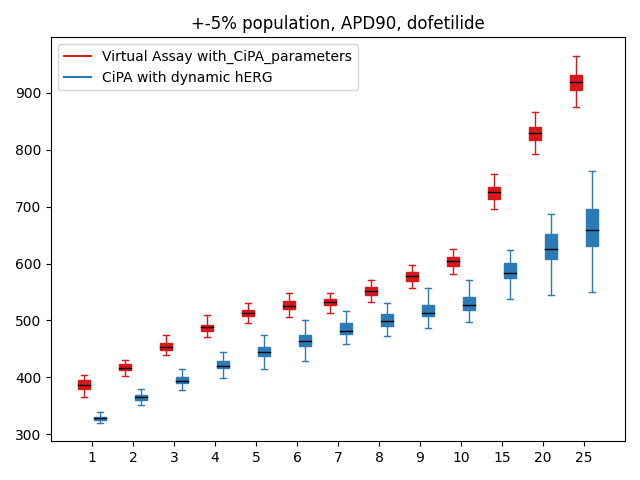 +-5% population, APD90, dofetilide
Virtual Assay with_CiPA_parameters
CiPA with dynamic hERG
900
800
700
600
500
400
300
1 2 3 4 5 6 7 8 9 10 15 20 25